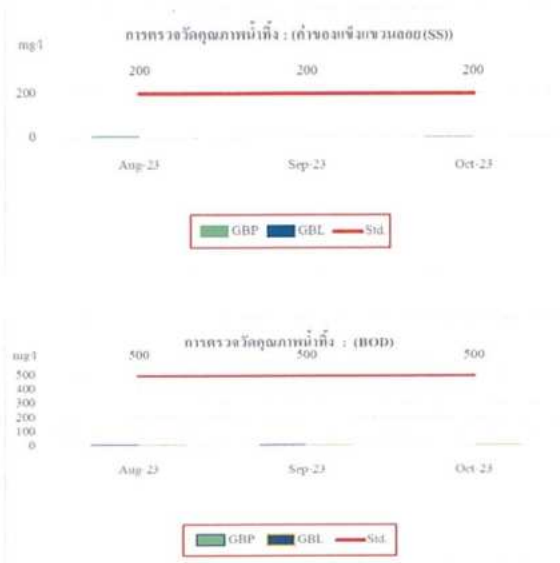 การตรวจวัดคุณภาพน้ำทิ้ง : (ค่าของแข็งแขวนลอย(SS))
mg/l
200 200 200
200
0
Aug-23 Sep-23 Oct-23
GBP GBL Std.
การตรวจวัดคุณภาพน้ำทิ้ง : (BOD)
mg/l
500 500 500
500
400
300
200
100
0
Aug-23 Sep-23 Oct-23
GBP GBL Std.